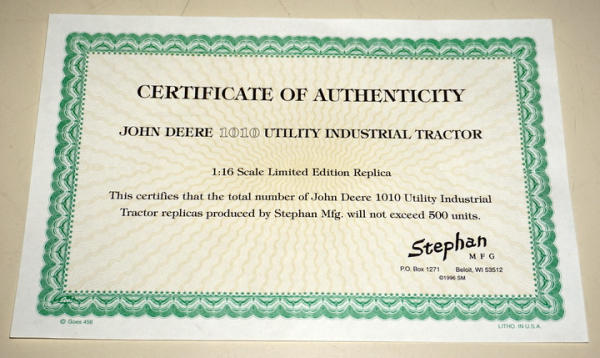 CERTIFICATE OF AUTHENTICITY
JOHN DEERE 1010 UTILITY INDUSTRIAL TRACTOR
1:16 Scale Limited Edition Replica
This certifies that the total number of John Deere 1010 Utility Industrial
Tractor replicas produced by Stephan Mfg. will not exceed 500 units.
Stephan
MFG
P.O. Box 1271 Beloit, WI 53512
©1996 SM
Goes
© Goes 456
LITHO. IN U.S.A.